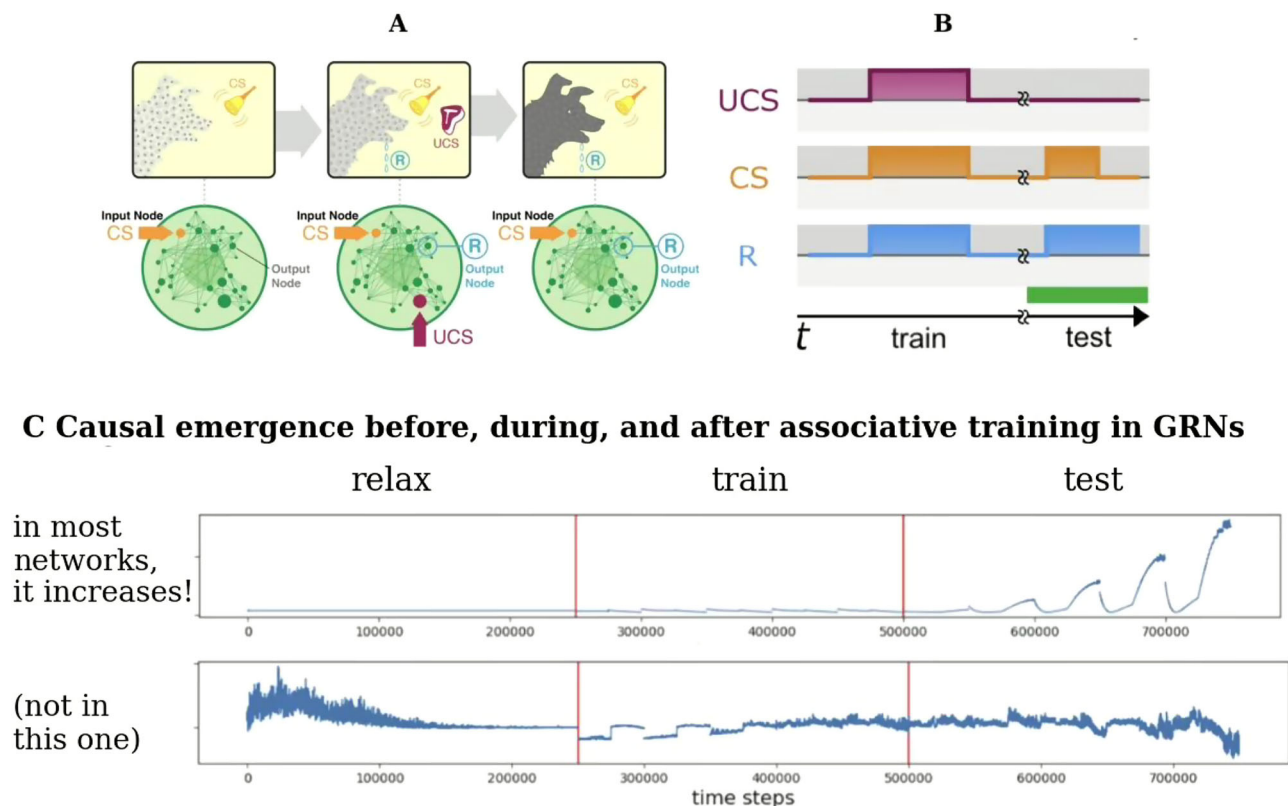 A
CS
CS
UCS
R
CS
R
Input Node
CS
Output
Node
Input Node
CS
R
Output
Node
UCS
Input Node
CS
R
Output
Node
B
UCS
CS
R
t
train
test
C Causal emergence before, during, and after associative training in GRNs
relax
train
test
in most
networks,
it increases!
0
100000
200000
300000
400000
500000
600000
700000
(not in
this one)
0
100000
200000
300000
400000
500000
600000
700000
time steps